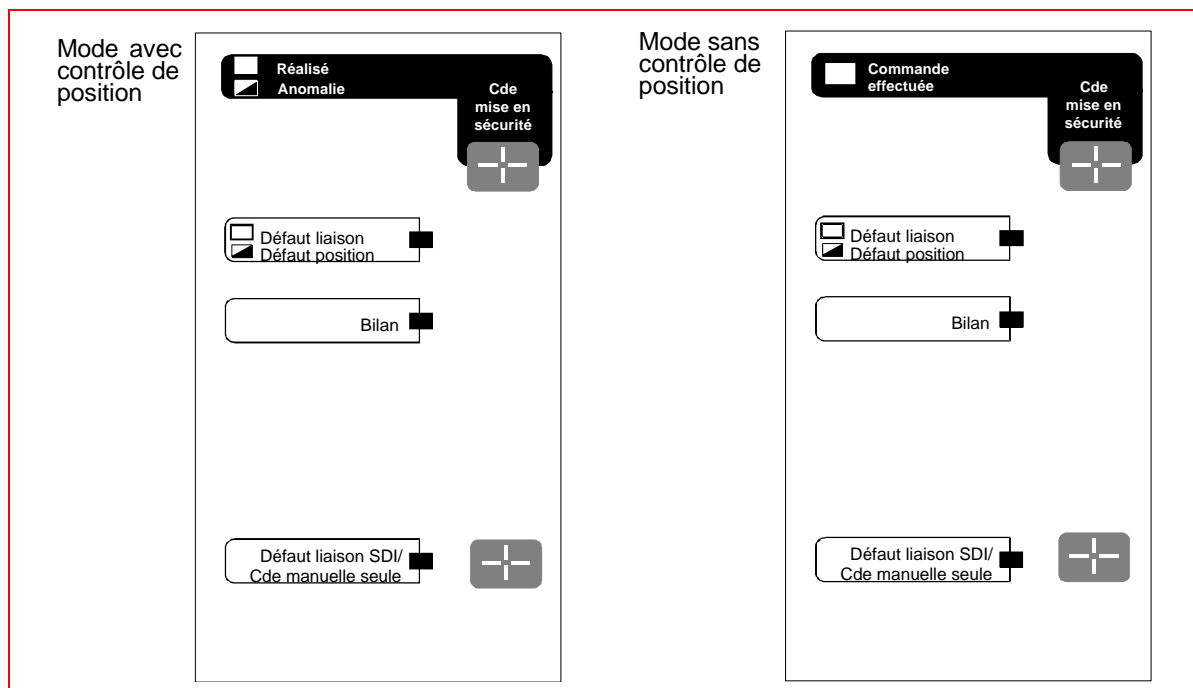 Mode avec
contrôle de
position
Réalisé
Anomalie
Cde
mise en
sécurité
Défaut liaison
Défaut position
Bilan
Défaut liaison SDI/
Cde manuelle seule
Mode sans
contrôle de
position
Commande
effectuée
Cde
mise en
sécurité
Défaut liaison
Défaut position
Bilan
Défaut liaison SDI/
Cde manuelle seule